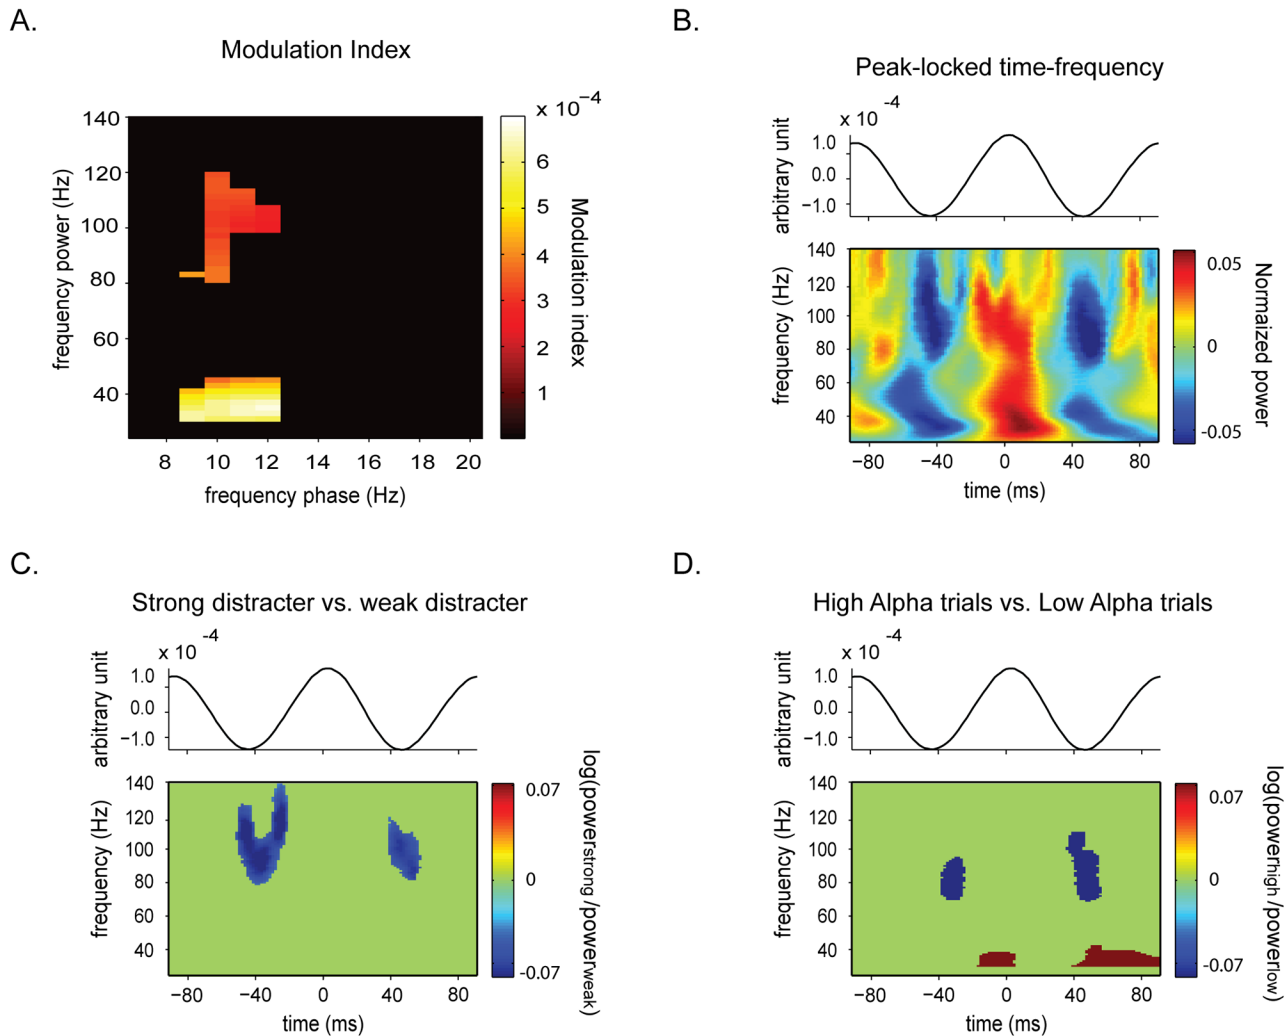 A.
Modulation Index
x 10⁻⁴
140
120
100
80
60
40
frequency power (Hz)
8 10 12 14 16 18 20
frequency phase (Hz)
6
5
4
3
2
1
Modulation index
B.
Peak-locked time-frequency
x 10⁻⁴
1.0
0.0
−1.0
arbitrary unit
140
120
100
80
60
40
frequency (Hz)
−80 −40 0 40 80
time (ms)
0.05
0
-0.05
Normaized power
C.
Strong distracter vs. weak distracter
x 10⁻⁴
1.0
0.0
−1.0
arbitrary unit
140
120
100
80
60
40
frequency (Hz)
−80 −40 0 40 80
time (ms)
0.07
0
-0.07
log(powerstrong/powerweak)
D.
High Alpha trials vs. Low Alpha trials
x 10⁻⁴
1.0
0.0
−1.0
arbitrary unit
140
120
100
80
60
40
frequency (Hz)
−80 −40 0 40 80
time (ms)
0.07
0
-0.07
log(powerhigh/powerlow)